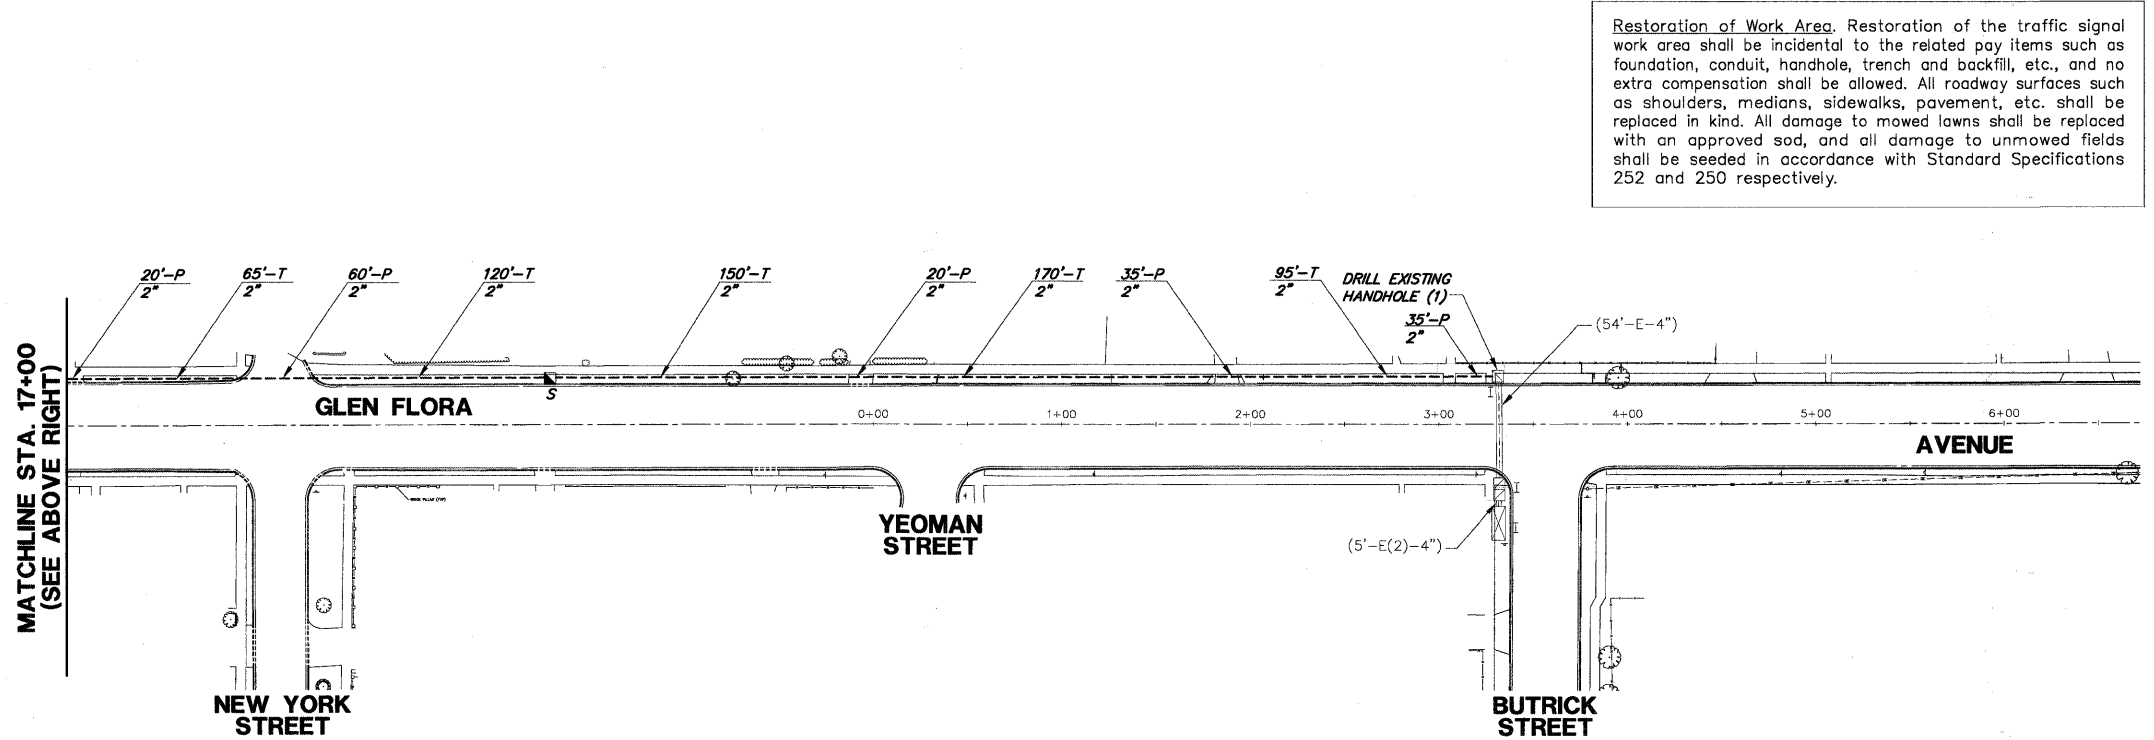 Restoration of Work Area. Restoration of the traffic signal
work area shall be incidental to the related pay items such as
foundation, conduit, handhole, trench and backfill, etc., and no
extra compensation shall be allowed. All roadway surfaces such
as shoulders, medians, sidewalks, pavement, etc. shall be
replaced in kind. All damage to mowed lawns shall be replaced
with an approved sod, and all damage to unmowed fields
shall be seeded in accordance with Standard Specifications
252 and 250 respectively.
20'-P
2"
65'-T
2"
60'-P
2"
120'-T
2"
150'-T
2"
20'-P
2"
170'-T
2"
35'-P
2"
95'-T
2"
DRILL EXISTING
HANDHOLE (1)
35'-P
2"
(54'-E-4")
S
MATCHLINE STA. 17+00
(SEE ABOVE RIGHT)
GLEN FLORA
0+00
1+00
2+00
3+00
4+00
5+00
6+00
AVENUE
YEOMAN
STREET
(5'-E(2)-4")
NEW YORK
STREET
BUTRICK
STREET